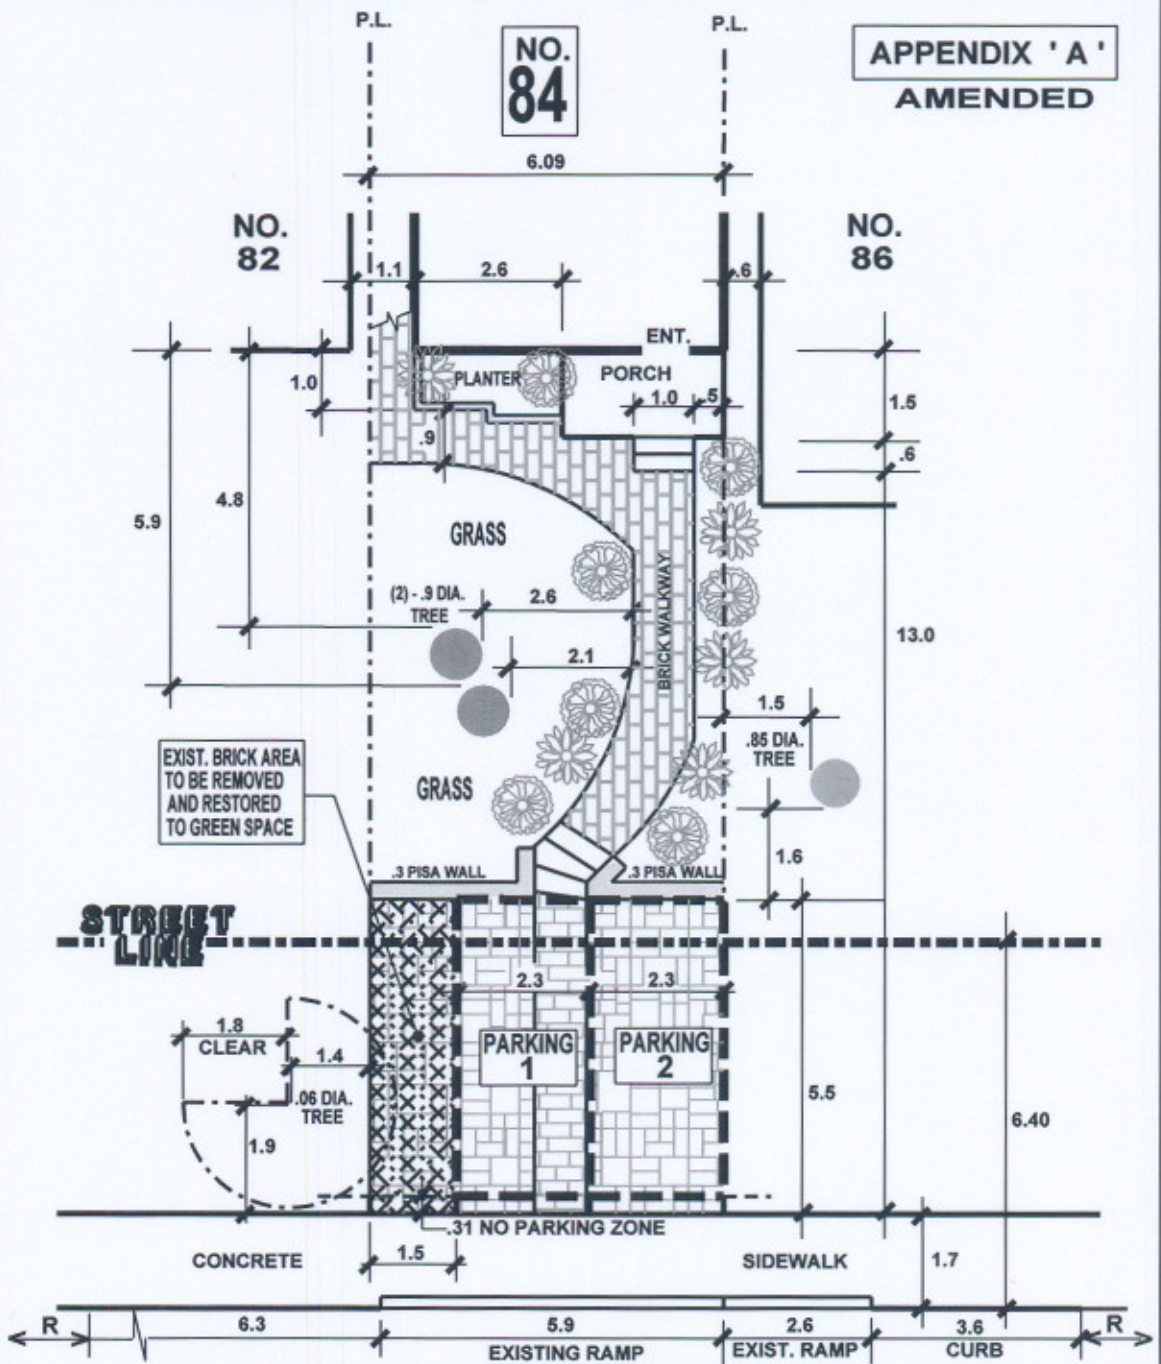 P.L.
P.L.
NO.
84
APPENDIX 'A'
AMENDED
6.09
NO.
82
NO.
86
1.1
2.6
.6
ENT.
1.0
PLANTER
PORCH
1.0
.5
1.5
.9
.6
4.8
5.9
GRASS
(2) - .9 DIA.
TREE
2.6
BRICK WALKWAY
13.0
2.1
1.5
.85 DIA.
TREE
EXIST. BRICK AREA
TO BE REMOVED
AND RESTORED
TO GREEN SPACE
GRASS
1.6
.3 PISA WALL
.3 PISA WALL
STREET
LINE
2.3
2.3
1.8
CLEAR
1.4
PARKING
1
PARKING
2
.06 DIA.
TREE
5.5
6.40
1.9
.31 NO PARKING ZONE
CONCRETE
1.5
SIDEWALK
1.7
R
6.3
5.9
2.6
3.6
R
EXISTING RAMP
EXIST. RAMP
CURB